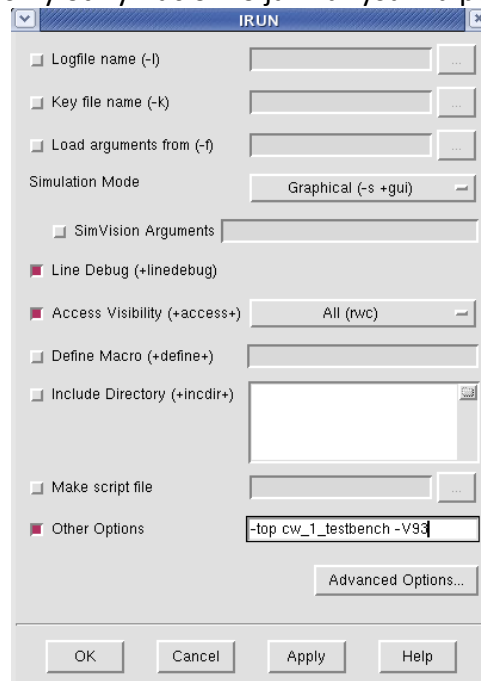 IRUN
Logfile name (-l)
...
Key file name (-k)
...
Load arguments from (-f)
...
Simulation Mode
Graphical (-s +gui)
SimVision Arguments
Line Debug (+linedebug)
Access Visibility (+access+)
All (rwc)
Define Macro (+define+)
Include Directory (+incdir+)
Make script file
...
Other Options
-top cw_1_testbench -V93
Advanced Options...
OK
Cancel
Apply
Help